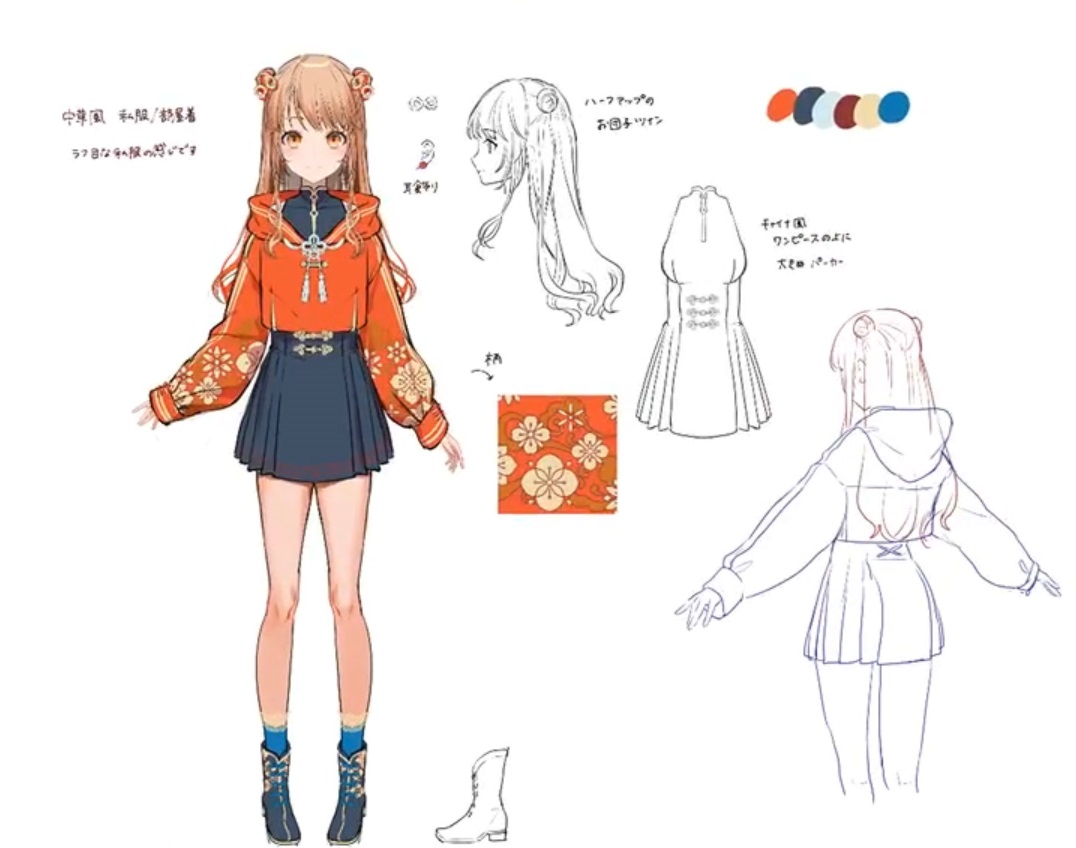 中華風 私服/部屋着
ラフ目な私服の感じです
耳飾り
ハーフアップの
お団子ツイン
チャイナ風
ワンピースの上に
大きめ パーカー
柄